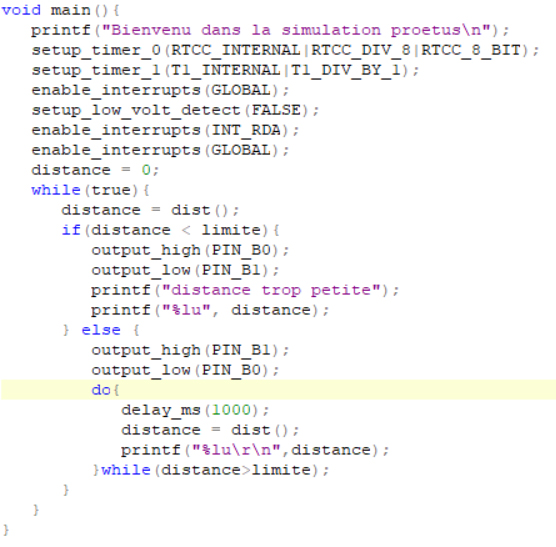 void main(){
printf("Bienvenu dans la simulation proetus\n");
setup_timer_0(RTCC_INTERNAL|RTCC_DIV_8|RTCC_8_BIT);
setup_timer_1(T1_INTERNAL|T1_DIV_BY_1);
enable_interrupts(GLOBAL);
setup_low_volt_detect(FALSE);
enable_interrupts(INT_RDA);
enable_interrupts(GLOBAL);
distance = 0;
while(true){
distance = dist();
if(distance < limite){
output_high(PIN_B0);
output_low(PIN_B1);
printf("distance trop petite");
printf("%lu", distance);
} else {
output_high(PIN_B1);
output_low(PIN_B0);
do{
delay_ms(1000);
distance = dist();
printf("%lu\r\n",distance);
}while(distance>limite);
}
}
}